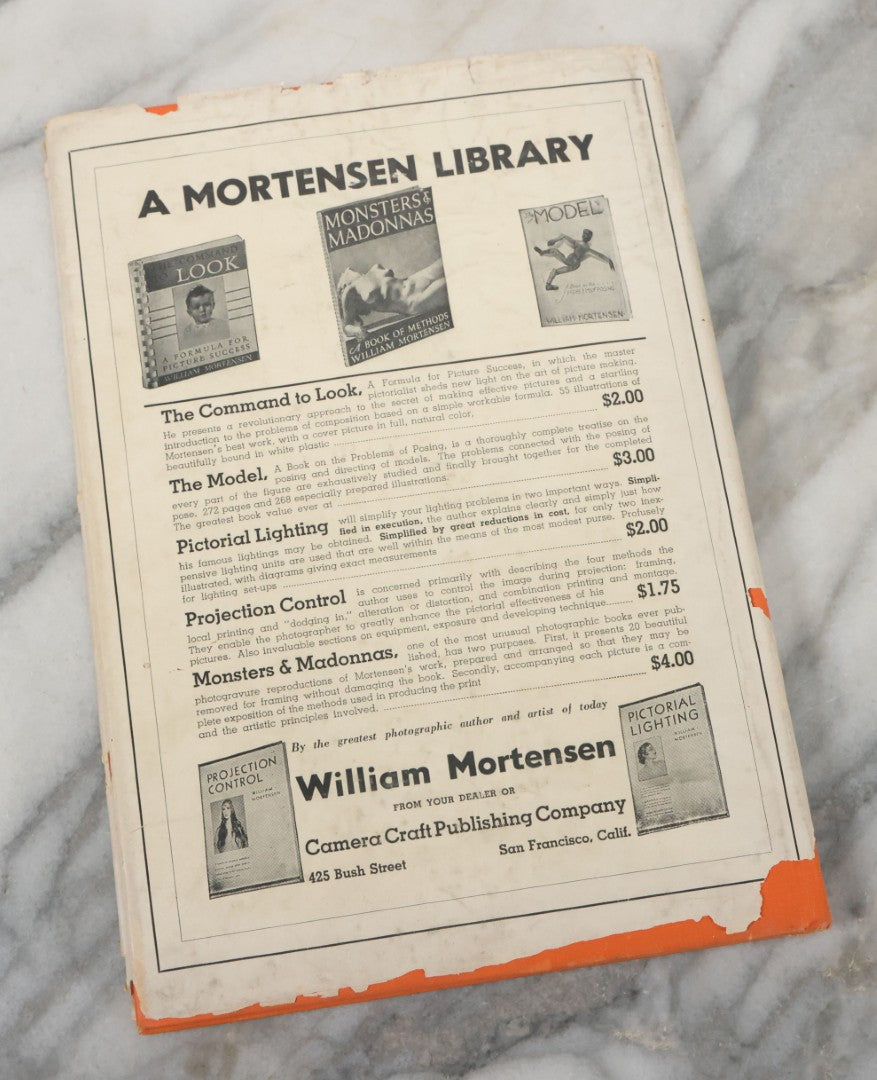 A MORTENSEN LIBRARY
THE COMMAND
TO LOOK
A FORMULA FOR
PICTURE SUCCESS
WILLIAM MORTENSEN
MONSTERS &
MADONNAS
A BOOK OF METHODS
WILLIAM MORTENSEN
MODEL
WILLIAM MORTENSEN
The Command to Look, A Formula for Picture Success, in which the master
pictorialist sheds new light on the art of picture making.
He presents a revolutionary approach to the secret of making effective pictures and a startling
introduction to the problems of composition based on a simple workable formula. 55 illustrations of
Mortensen's best work, with a cover picture in full, natural color,
beautifully bound in white plastic $2.00
The Model, A Book on the Problems of Posing, is a thoroughly complete treatise on the
posing and directing of models. The problems connected with the posing of
every part of the figure are exhaustively studied and finally brought together for the completed
pose. 272 pages and 268 especially prepared illustrations.
The greatest book value ever at $3.00
Pictorial Lighting will simplify your lighting problems in two important ways. Simpli-
fied in execution, the author explains clearly and simply just how
his famous lightings may be obtained. Simplified by great reductions in cost, for only two inex-
pensive lighting units are used that are well within the means of the most modest purse. Profusely
illustrated, with diagrams giving exact measurements
for lighting set-ups $2.00
Projection Control is concerned primarily with describing the four methods the
author uses to control the image during projection: framing,
local printing and "dodging in," alteration or distortion, and combination printing and montage.
They enable the photographer to greatly enhance the pictorial effectiveness of his
pictures. Also invaluable sections on equipment, exposure and developing technique $1.75
Monsters & Madonnas, one of the most unusual photographic books ever pub-
lished, has two purposes. First, it presents 20 beautiful
photogravure reproductions of Mortensen's work, prepared and arranged so that they may be
removed for framing without damaging the book. Secondly, accompanying each picture is a com-
plete exposition of the methods used in producing the print
and the artistic principles involved. $4.00
By the greatest photographic author and artist of today
William Mortensen
FROM YOUR DEALER OR
Camera Craft Publishing Company
425 Bush Street San Francisco, Calif.
PROJECTION
CONTROL
WILLIAM
MORTENSEN
PICTORIAL
LIGHTING
WILLIAM
MORTENSEN